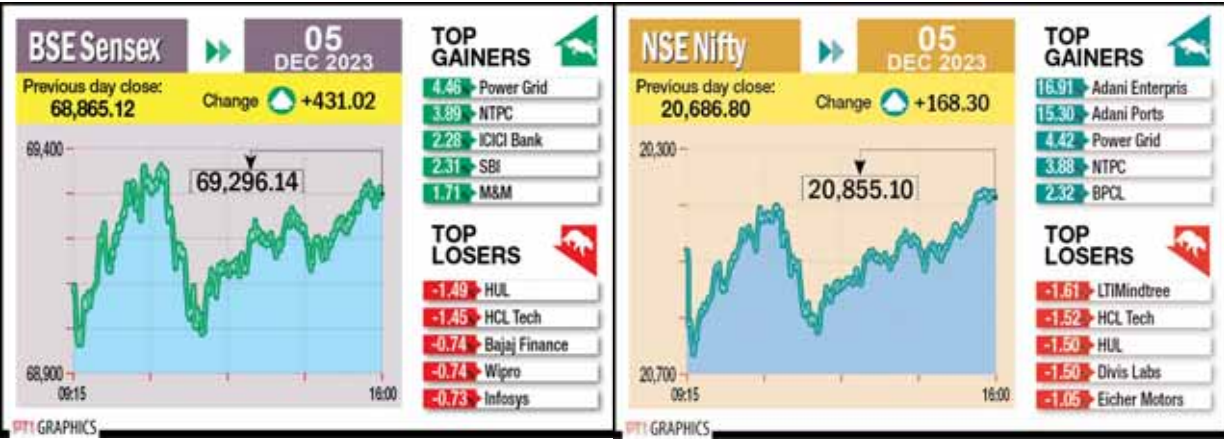 BSE Sensex
05
DEC 2023
Previous day close:
68,865.12
Change +431.02
69,400
69,296.14
68,900
09:15
16:00
TOP
GAINERS
4.46% Power Grid
3.89% NTPC
2.28% ICICI Bank
2.31% SBI
1.71% M&M
TOP
LOSERS
-1.49% HUL
-1.45% HCL Tech
-0.74% Bajaj Finance
-0.74% Wipro
-0.73% Infosys
PTI GRAPHICS
NSE Nifty
05
DEC 2023
Previous day close:
20,686.80
Change +168.30
20,300
20,855.10
20,700
09:15
16:00
TOP
GAINERS
16.91 Adani Enterpris
15.30 Adani Ports
4.42 Power Grid
3.88 NTPC
2.32 BPCL
TOP
LOSERS
-1.61 LTIMindtree
-1.52 HCL Tech
-1.50 HUL
-1.50 Divis Labs
-1.05 Eicher Motors
PTI GRAPHICS